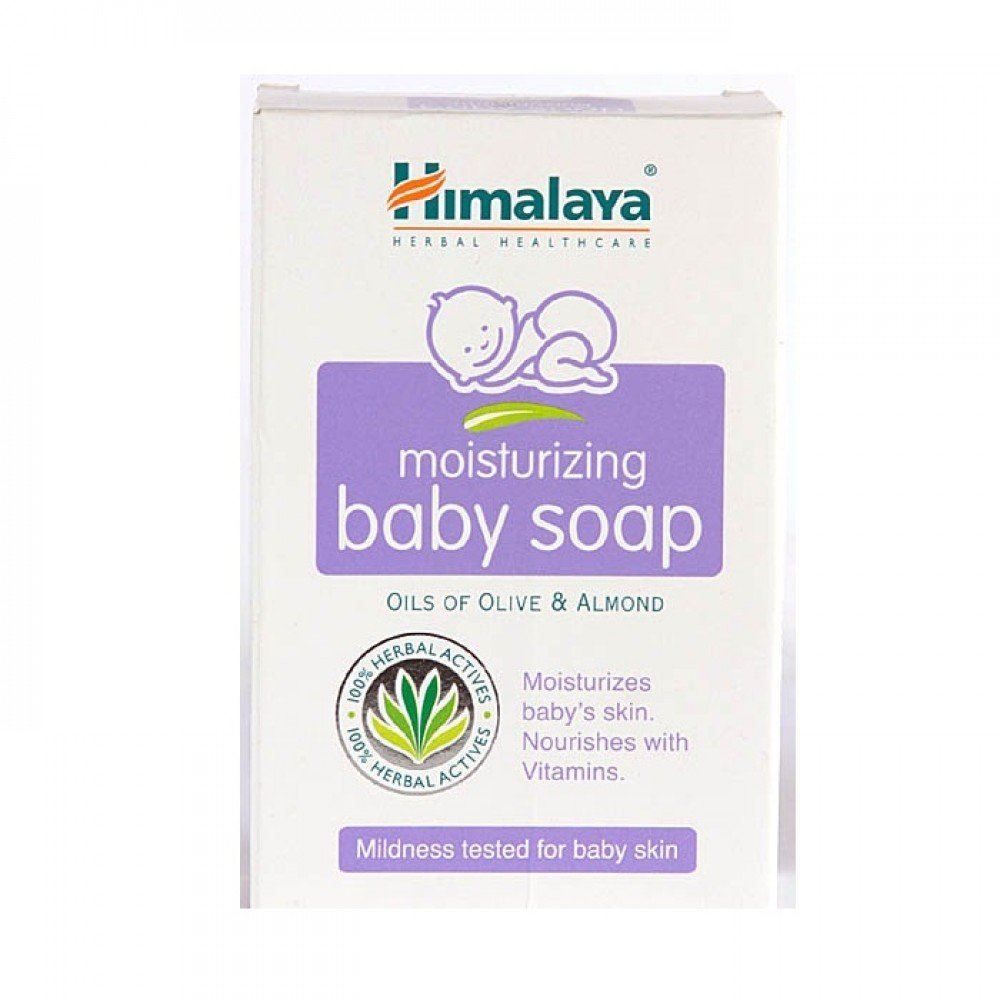 Himalaya®
HERBAL HEALTHCARE
moisturizing
baby soap
OILS OF OLIVE & ALMOND
100% HERBAL ACTIVES
100% HERBAL ACTIVES
Moisturizes
baby's skin.
Nourishes with
Vitamins.
Mildness tested for baby skin